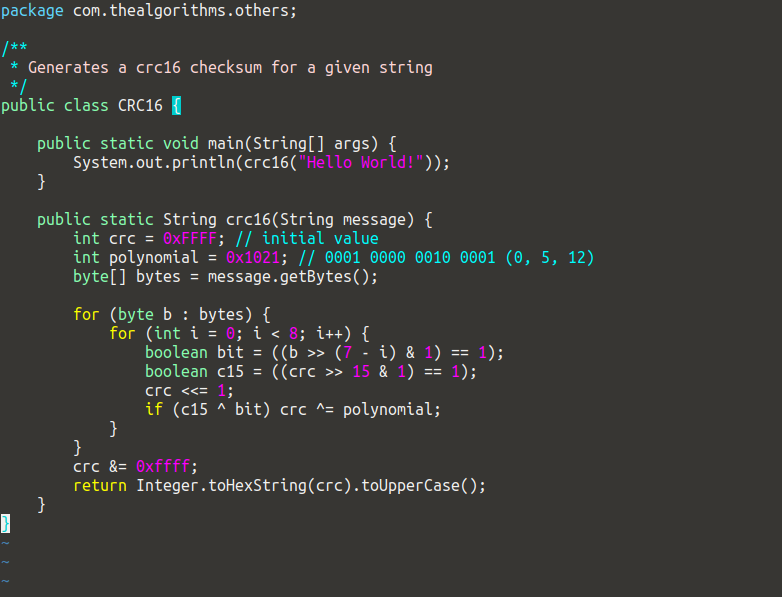 package com.thealgorithms.others;

/**
 * Generates a crc16 checksum for a given string
 */
public class CRC16 {

    public static void main(String[] args) {
        System.out.println(crc16("Hello World!"));
    }

    public static String crc16(String message) {
        int crc = 0xFFFF; // initial value
        int polynomial = 0x1021; // 0001 0000 0010 0001 (0, 5, 12)
        byte[] bytes = message.getBytes();

        for (byte b : bytes) {
            for (int i = 0; i < 8; i++) {
                boolean bit = ((b >> (7 - i) & 1) == 1);
                boolean c15 = ((crc >> 15 & 1) == 1);
                crc <<= 1;
                if (c15 ^ bit) crc ^= polynomial;
            }
        }
        crc &= 0xffff;
        return Integer.toHexString(crc).toUpperCase();
    }
}
~
~
~